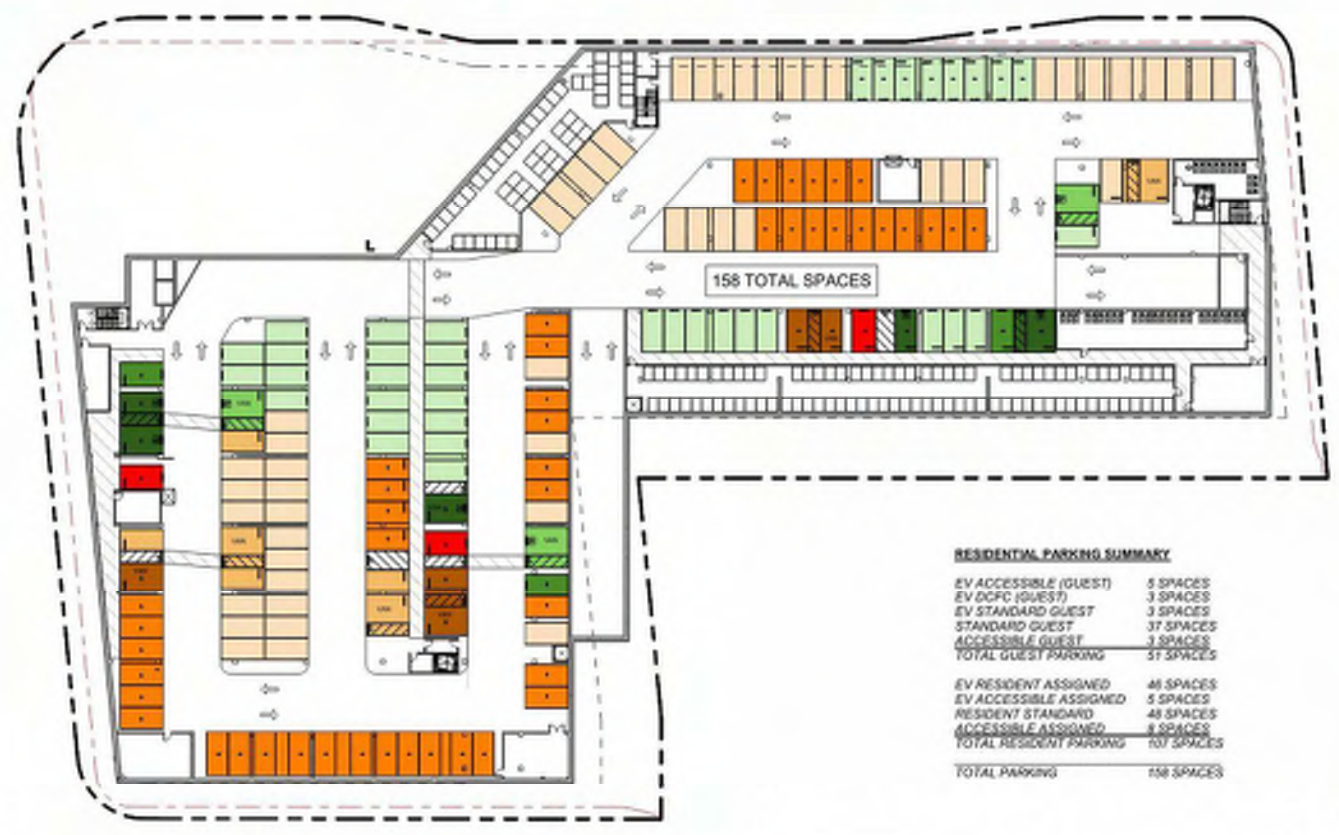 158 TOTAL SPACES
RESIDENTIAL PARKING SUMMARY
EV ACCESSIBLE (GUEST) 5 SPACES
EV DCFC (GUEST) 3 SPACES
EV STANDARD GUEST 3 SPACES
STANDARD GUEST 37 SPACES
ACCESSIBLE GUEST 3 SPACES
TOTAL GUEST PARKING 51 SPACES
EV RESIDENT ASSIGNED 46 SPACES
EV ACCESSIBLE ASSIGNED 5 SPACES
RESIDENT STANDARD 48 SPACES
ACCESSIBLE ASSIGNED 8 SPACES
TOTAL RESIDENT PARKING 107 SPACES
TOTAL PARKING 158 SPACES